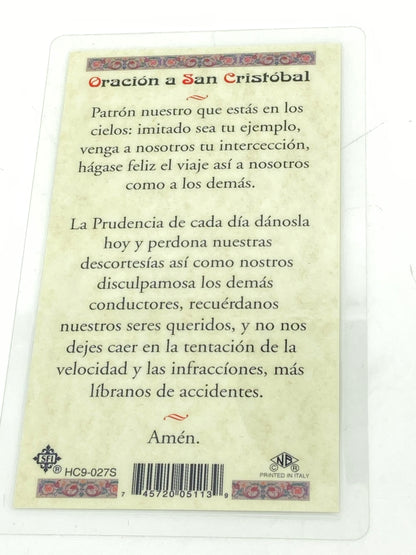 Oración a San Cristóbal
Patrón nuestro que estás en los
cielos: imitado sea tu ejemplo,
venga a nosotros tu intercección,
hágase feliz el viaje así a nosotros
como a los demás.
La Prudencia de cada día dánosla
hoy y perdona nuestras
descortesías así como nostros
disculpamosa los demás
conductores, recuérdanos
nuestros seres queridos, y no nos
dejes caer en la tentación de la
velocidad y las infraccíones, más
líbranos de accidentes.
Amén.
SFI ® HC9-027S
7 45720 05113 9
NB
C R
PRINTED IN ITALY